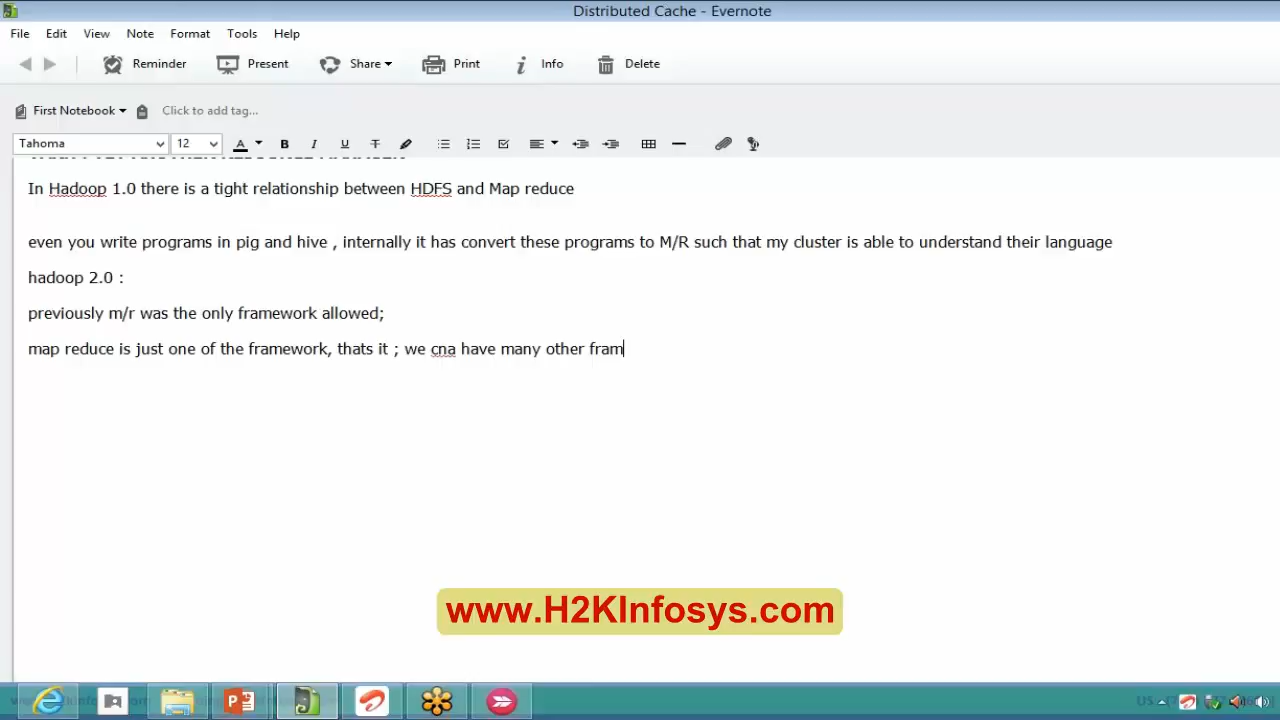 Distributed Cache - Evernote
File Edit View Note Format Tools Help
Reminder Present Share Print Info Delete
First Notebook Click to add tag...
Tahoma 12 A B I U T
In Hadoop 1.0 there is a tight relationship between HDFS and Map reduce
even you write programs in pig and hive , internally it has convert these programs to M/R such that my cluster is able to understand their language
hadoop 2.0 :
previously m/r was the only framework allowed;
map reduce is just one of the framework, thats it ; we cna have many other fram
www.H2KInfosys.com